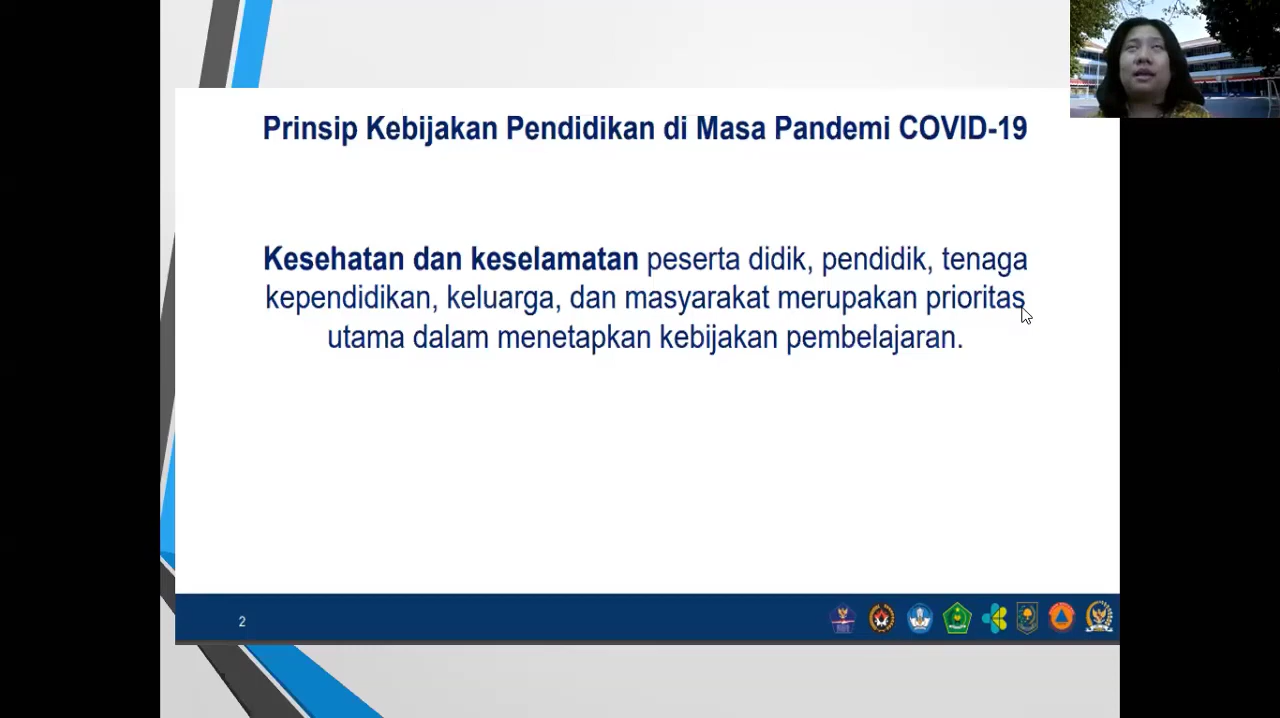 Prinsip Kebijakan Pendidikan di Masa Pandemi COVID-19
Kesehatan dan keselamatan peserta didik, pendidik, tenaga
kependidikan, keluarga, dan masyarakat merupakan prioritas
utama dalam menetapkan kebijakan pembelajaran.
2